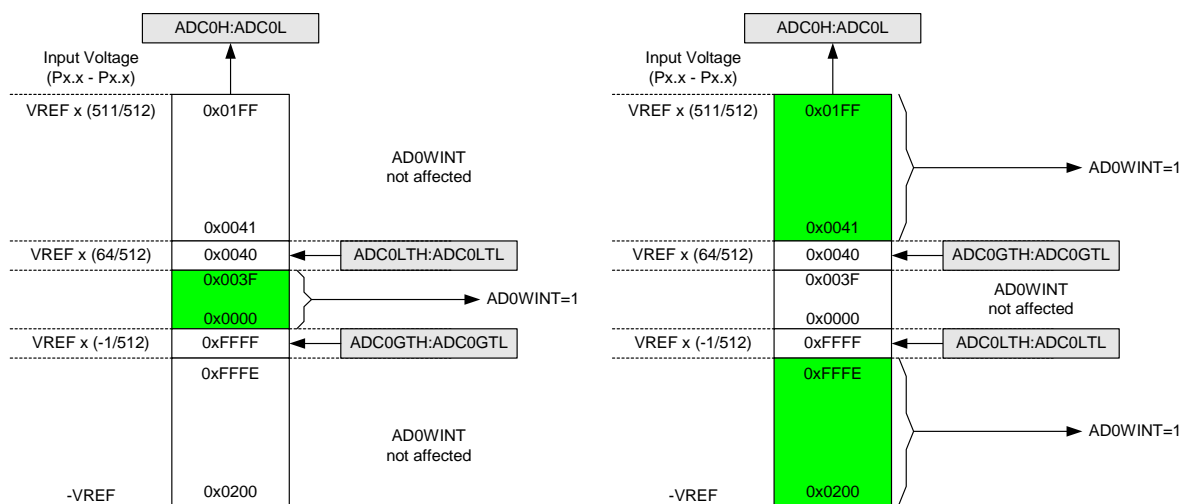 ADC0H:ADC0L
Input Voltage
(Px.x - Px.x)
VREF x (511/512)
0x01FF
AD0WINT
not affected
0x0041
VREF x (64/512)
0x0040
ADC0LTH:ADC0LTL
0x003F
AD0WINT=1
0x0000
VREF x (-1/512)
0xFFFF
ADC0GTH:ADC0GTL
0xFFFE
AD0WINT
not affected
-VREF
0x0200
ADC0H:ADC0L
Input Voltage
(Px.x - Px.x)
VREF x (511/512)
0x01FF
AD0WINT=1
0x0041
VREF x (64/512)
0x0040
ADC0GTH:ADC0GTL
0x003F
AD0WINT
not affected
0x0000
VREF x (-1/512)
0xFFFF
ADC0LTH:ADC0LTL
0xFFFE
AD0WINT=1
-VREF
0x0200